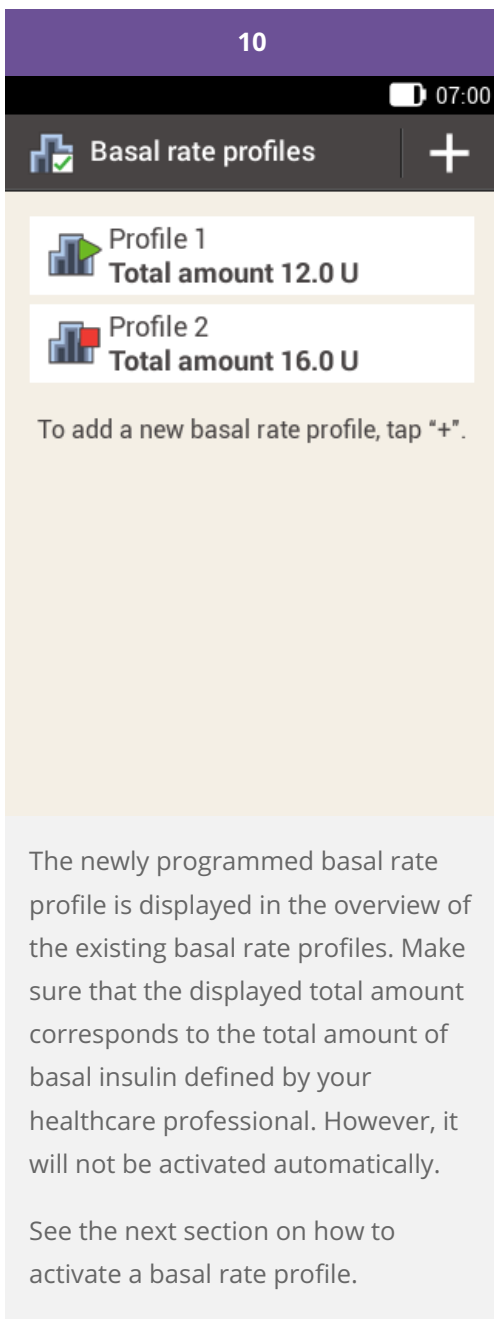 10
07:00
Basal rate profiles
Profile 1
Total amount 12.0 U
Profile 2
Total amount 16.0 U
To add a new basal rate profile, tap “+”.
The newly programmed basal rate
profile is displayed in the overview of
the existing basal rate profiles. Make
sure that the displayed total amount
corresponds to the total amount of
basal insulin defined by your
healthcare professional. However, it
will not be activated automatically.
See the next section on how to
activate a basal rate profile.